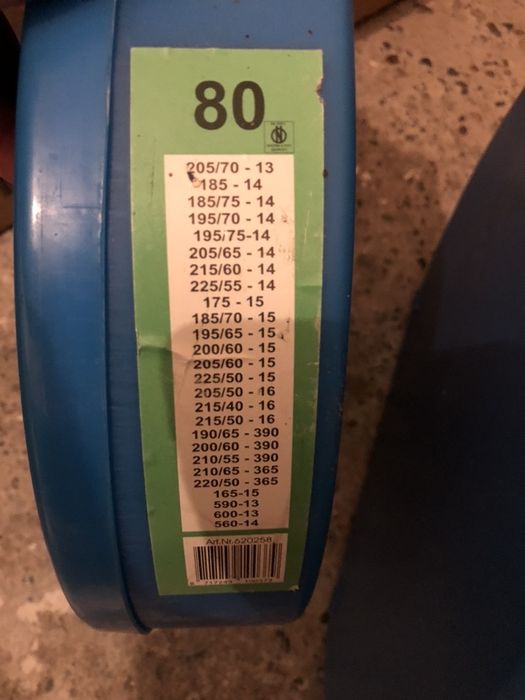 80
205/70 - 13
185 - 14
185/75 - 14
195/70 - 14
195/75-14
205/65 - 14
215/60 - 14
225/55 - 14
175 - 15
185/70 - 15
195/65 - 15
200/60 - 15
205/60 - 15
225/50 - 15
205/50 - 16
215/40 - 16
215/50 - 16
190/65 - 390
200/60 - 390
210/55 - 390
210/65 - 365
220/50 - 365
165-15
590-13
600-13
560-14
Art.Nr.620258